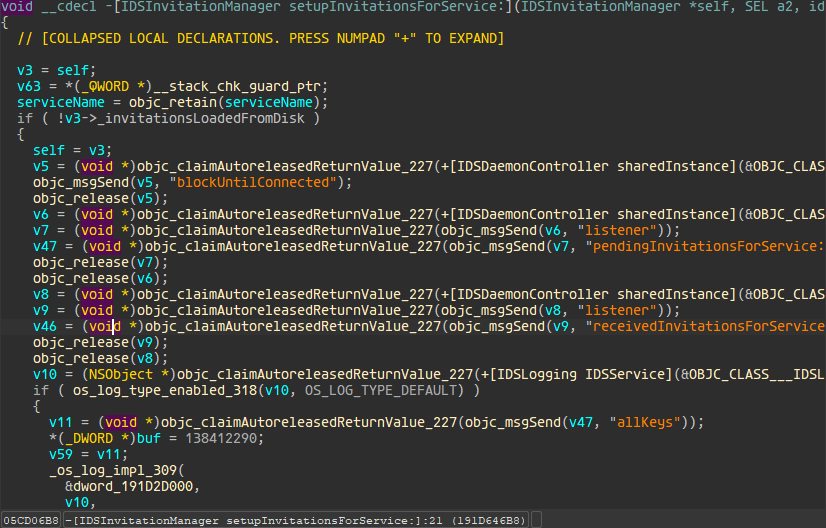 void __cdecl -[IDSInvitationManager setupInvitationsForService:](IDSInvitationManager *self, SEL a2, id
{
// [COLLAPSED LOCAL DECLARATIONS. PRESS NUMPAD "+" TO EXPAND]
v3 = self;
v63 = *(_QWORD *)__stack_chk_guard_ptr;
serviceName = objc_retain(serviceName);
if ( !v3->_invitationsLoadedFromDisk )
{
self = v3;
v5 = (void *)objc_claimAutoreleasedReturnValue_227(+[IDSDaemonController sharedInstance](&OBJC_CLAS
objc_msgSend(v5, "blockUntilConnected");
objc_release(v5);
v6 = (void *)objc_claimAutoreleasedReturnValue_227(+[IDSDaemonController sharedInstance](&OBJC_CLAS
v7 = (void *)objc_claimAutoreleasedReturnValue_227(objc_msgSend(v6, "listener"));
v47 = (void *)objc_claimAutoreleasedReturnValue_227(objc_msgSend(v7, "pendingInvitationsForService:
objc_release(v7);
objc_release(v6);
v8 = (void *)objc_claimAutoreleasedReturnValue_227(+[IDSDaemonController sharedInstance](&OBJC_CLAS
v9 = (void *)objc_claimAutoreleasedReturnValue_227(objc_msgSend(v8, "listener"));
v46 = (void *)objc_claimAutoreleasedReturnValue_227(objc_msgSend(v9, "receivedInvitationsForService
objc_release(v9);
objc_release(v8);
v10 = (NSObject *)objc_claimAutoreleasedReturnValue_227(+[IDSLogging IDSService](&OBJC_CLASS___IDSL
if ( os_log_type_enabled_318(v10, OS_LOG_TYPE_DEFAULT) )
{
v11 = (void *)objc_claimAutoreleasedReturnValue_227(objc_msgSend(v47, "allKeys"));
*(_DWORD *)buf = 138412290;
v59 = v11;
_os_log_impl_309(
&dword_191D2D000,
v10,
05CD06B8 -[IDSInvitationManager setupInvitationsForService:]:21 (191D646B8)